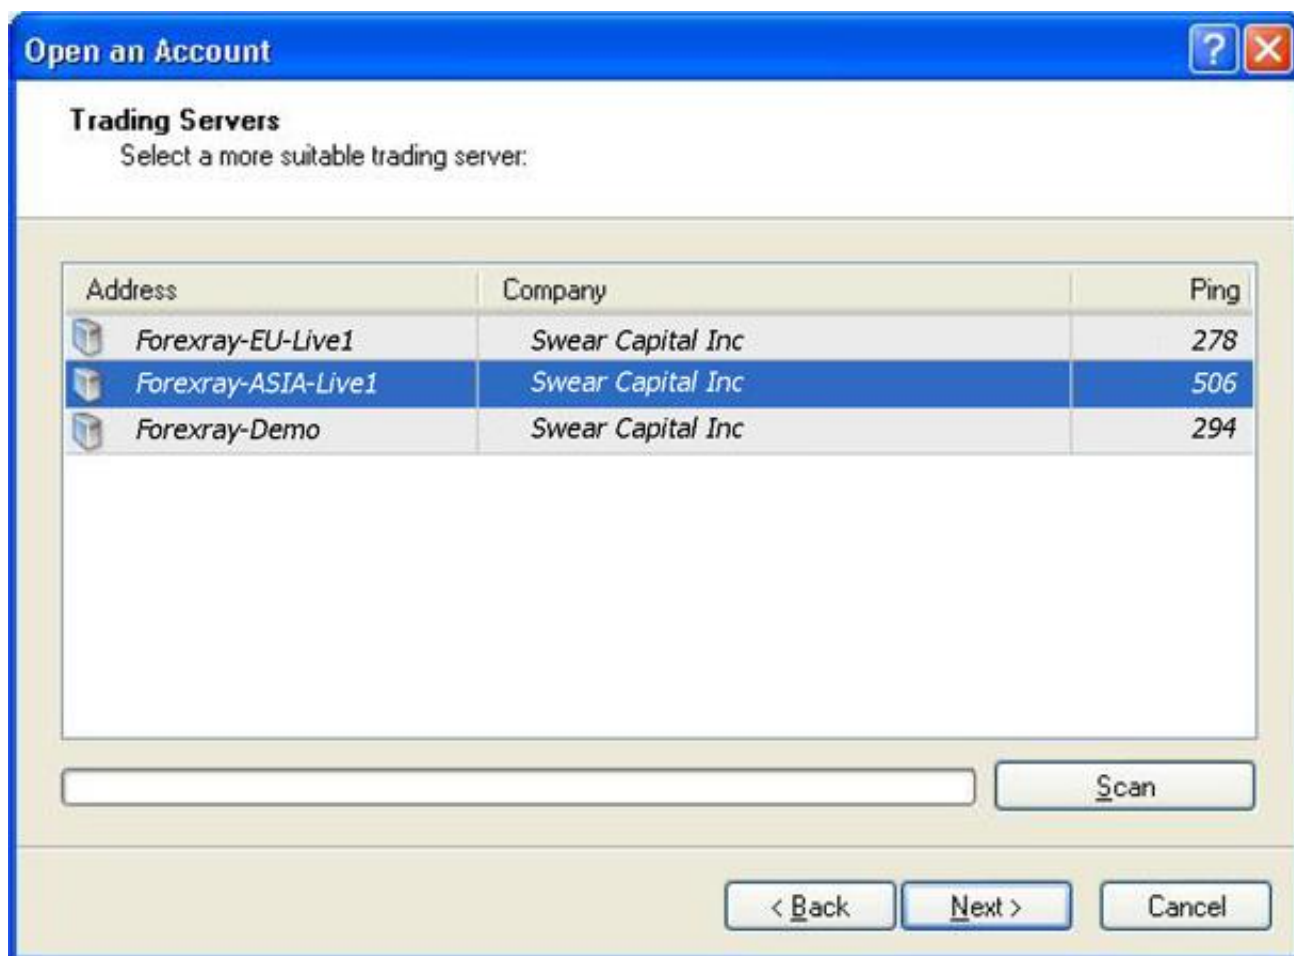 Open an Account
?
Trading Servers
Select a more suitable trading server:
Address Company Ping
Forexray-EU-Live1 Swear Capital Inc 278
Forexray-ASIA-Live1 Swear Capital Inc 506
Forexray-Demo Swear Capital Inc 294
Scan
< Back Next > Cancel